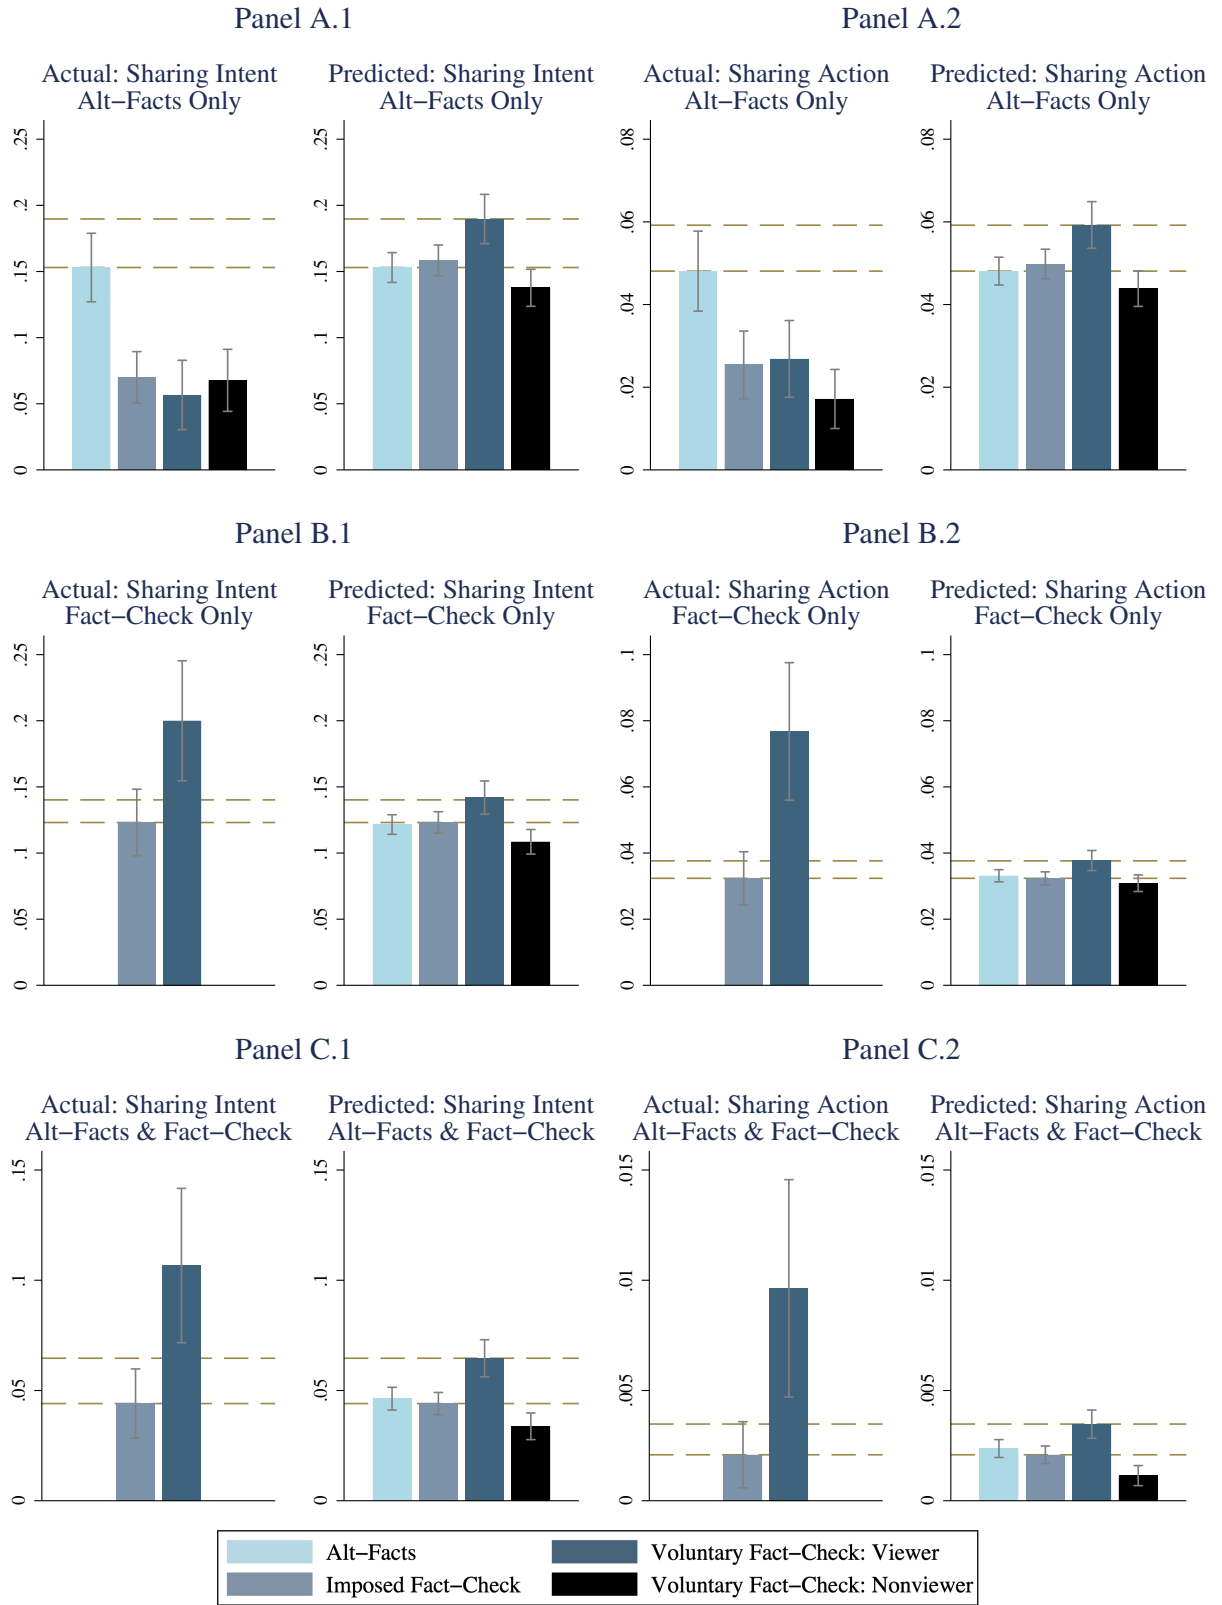 Panel A.1
Panel A.2
Actual: Sharing Intent
Alt−Facts Only
Predicted: Sharing Intent
Alt−Facts Only
Actual: Sharing Action
Alt−Facts Only
Predicted: Sharing Action
Alt−Facts Only
0 .05 .1 .15 .2 .25
0 .05 .1 .15 .2 .25
0 .02 .04 .06 .08
0 .02 .04 .06 .08
Panel B.1
Panel B.2
Actual: Sharing Intent
Fact−Check Only
Predicted: Sharing Intent
Fact−Check Only
Actual: Sharing Action
Fact−Check Only
Predicted: Sharing Action
Fact−Check Only
0 .05 .1 .15 .2 .25
0 .05 .1 .15 .2 .25
0 .02 .04 .06 .08 .1
0 .02 .04 .06 .08 .1
Panel C.1
Panel C.2
Actual: Sharing Intent
Alt−Facts & Fact−Check
Predicted: Sharing Intent
Alt−Facts & Fact−Check
Actual: Sharing Action
Alt−Facts & Fact−Check
Predicted: Sharing Action
Alt−Facts & Fact−Check
0 .05 .1 .15
0 .05 .1 .15
0 .005 .01 .015
0 .005 .01 .015
Alt−Facts
Voluntary Fact−Check: Viewer
Imposed Fact−Check
Voluntary Fact−Check: Nonviewer